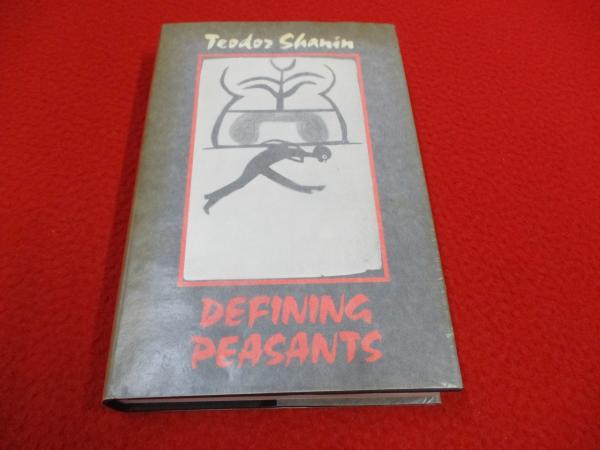 Teodor Shanin
DEFINING
PEASANTS